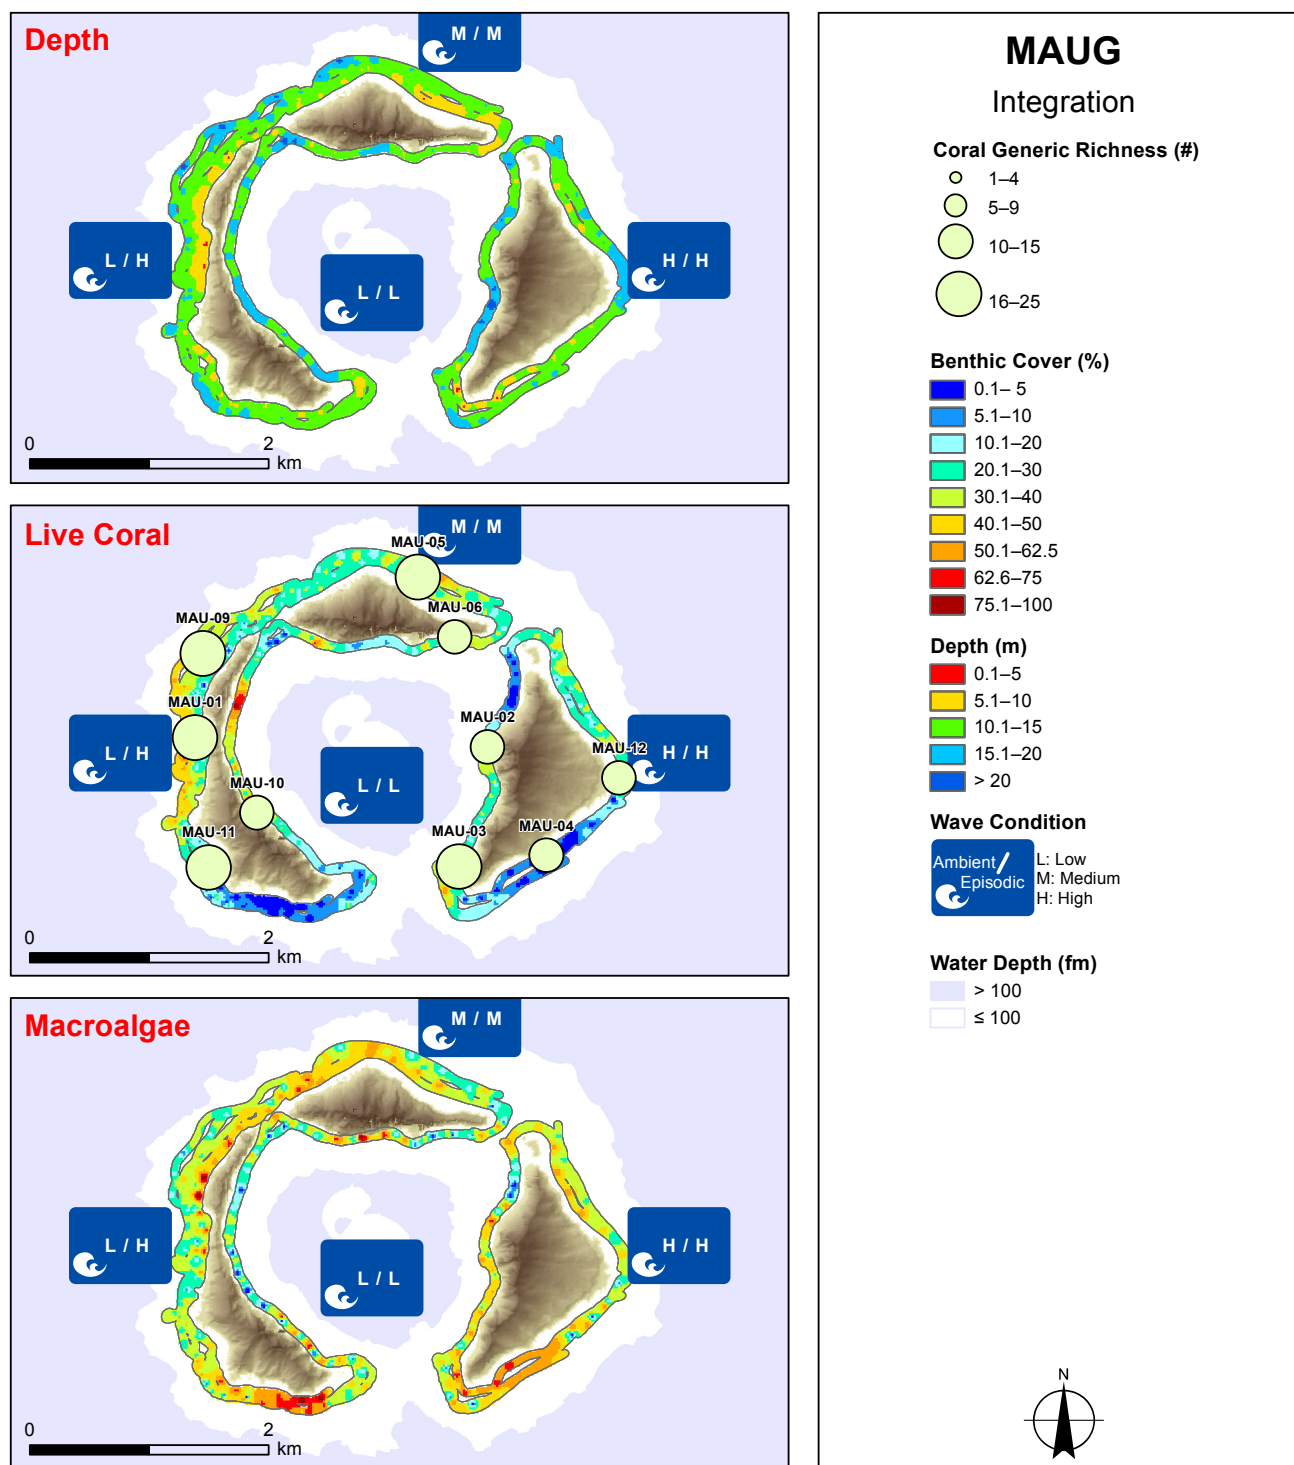 Depth
M / M
L / H
L / L
H / H
0 2
km
Live Coral
M / M
MAU-05
MAU-06
MAU-09
MAU-01
L / H
MAU-02
MAU-12
H / H
MAU-10
L / L
MAU-11
MAU-03
MAU-04
0 2
km
Macroalgae
M / M
L / H
L / L
H / H
0 2
km
MAUG
Integration
Coral Generic Richness (#)
1–4
5–9
10–15
16–25
Benthic Cover (%)
0.1– 5
5.1–10
10.1–20
20.1–30
30.1–40
40.1–50
50.1–62.5
62.6–75
75.1–100
Depth (m)
0.1–5
5.1–10
10.1–15
15.1–20
> 20
Wave Condition
Ambient /
Episodic
L: Low
M: Medium
H: High
Water Depth (fm)
> 100
≤ 100
N